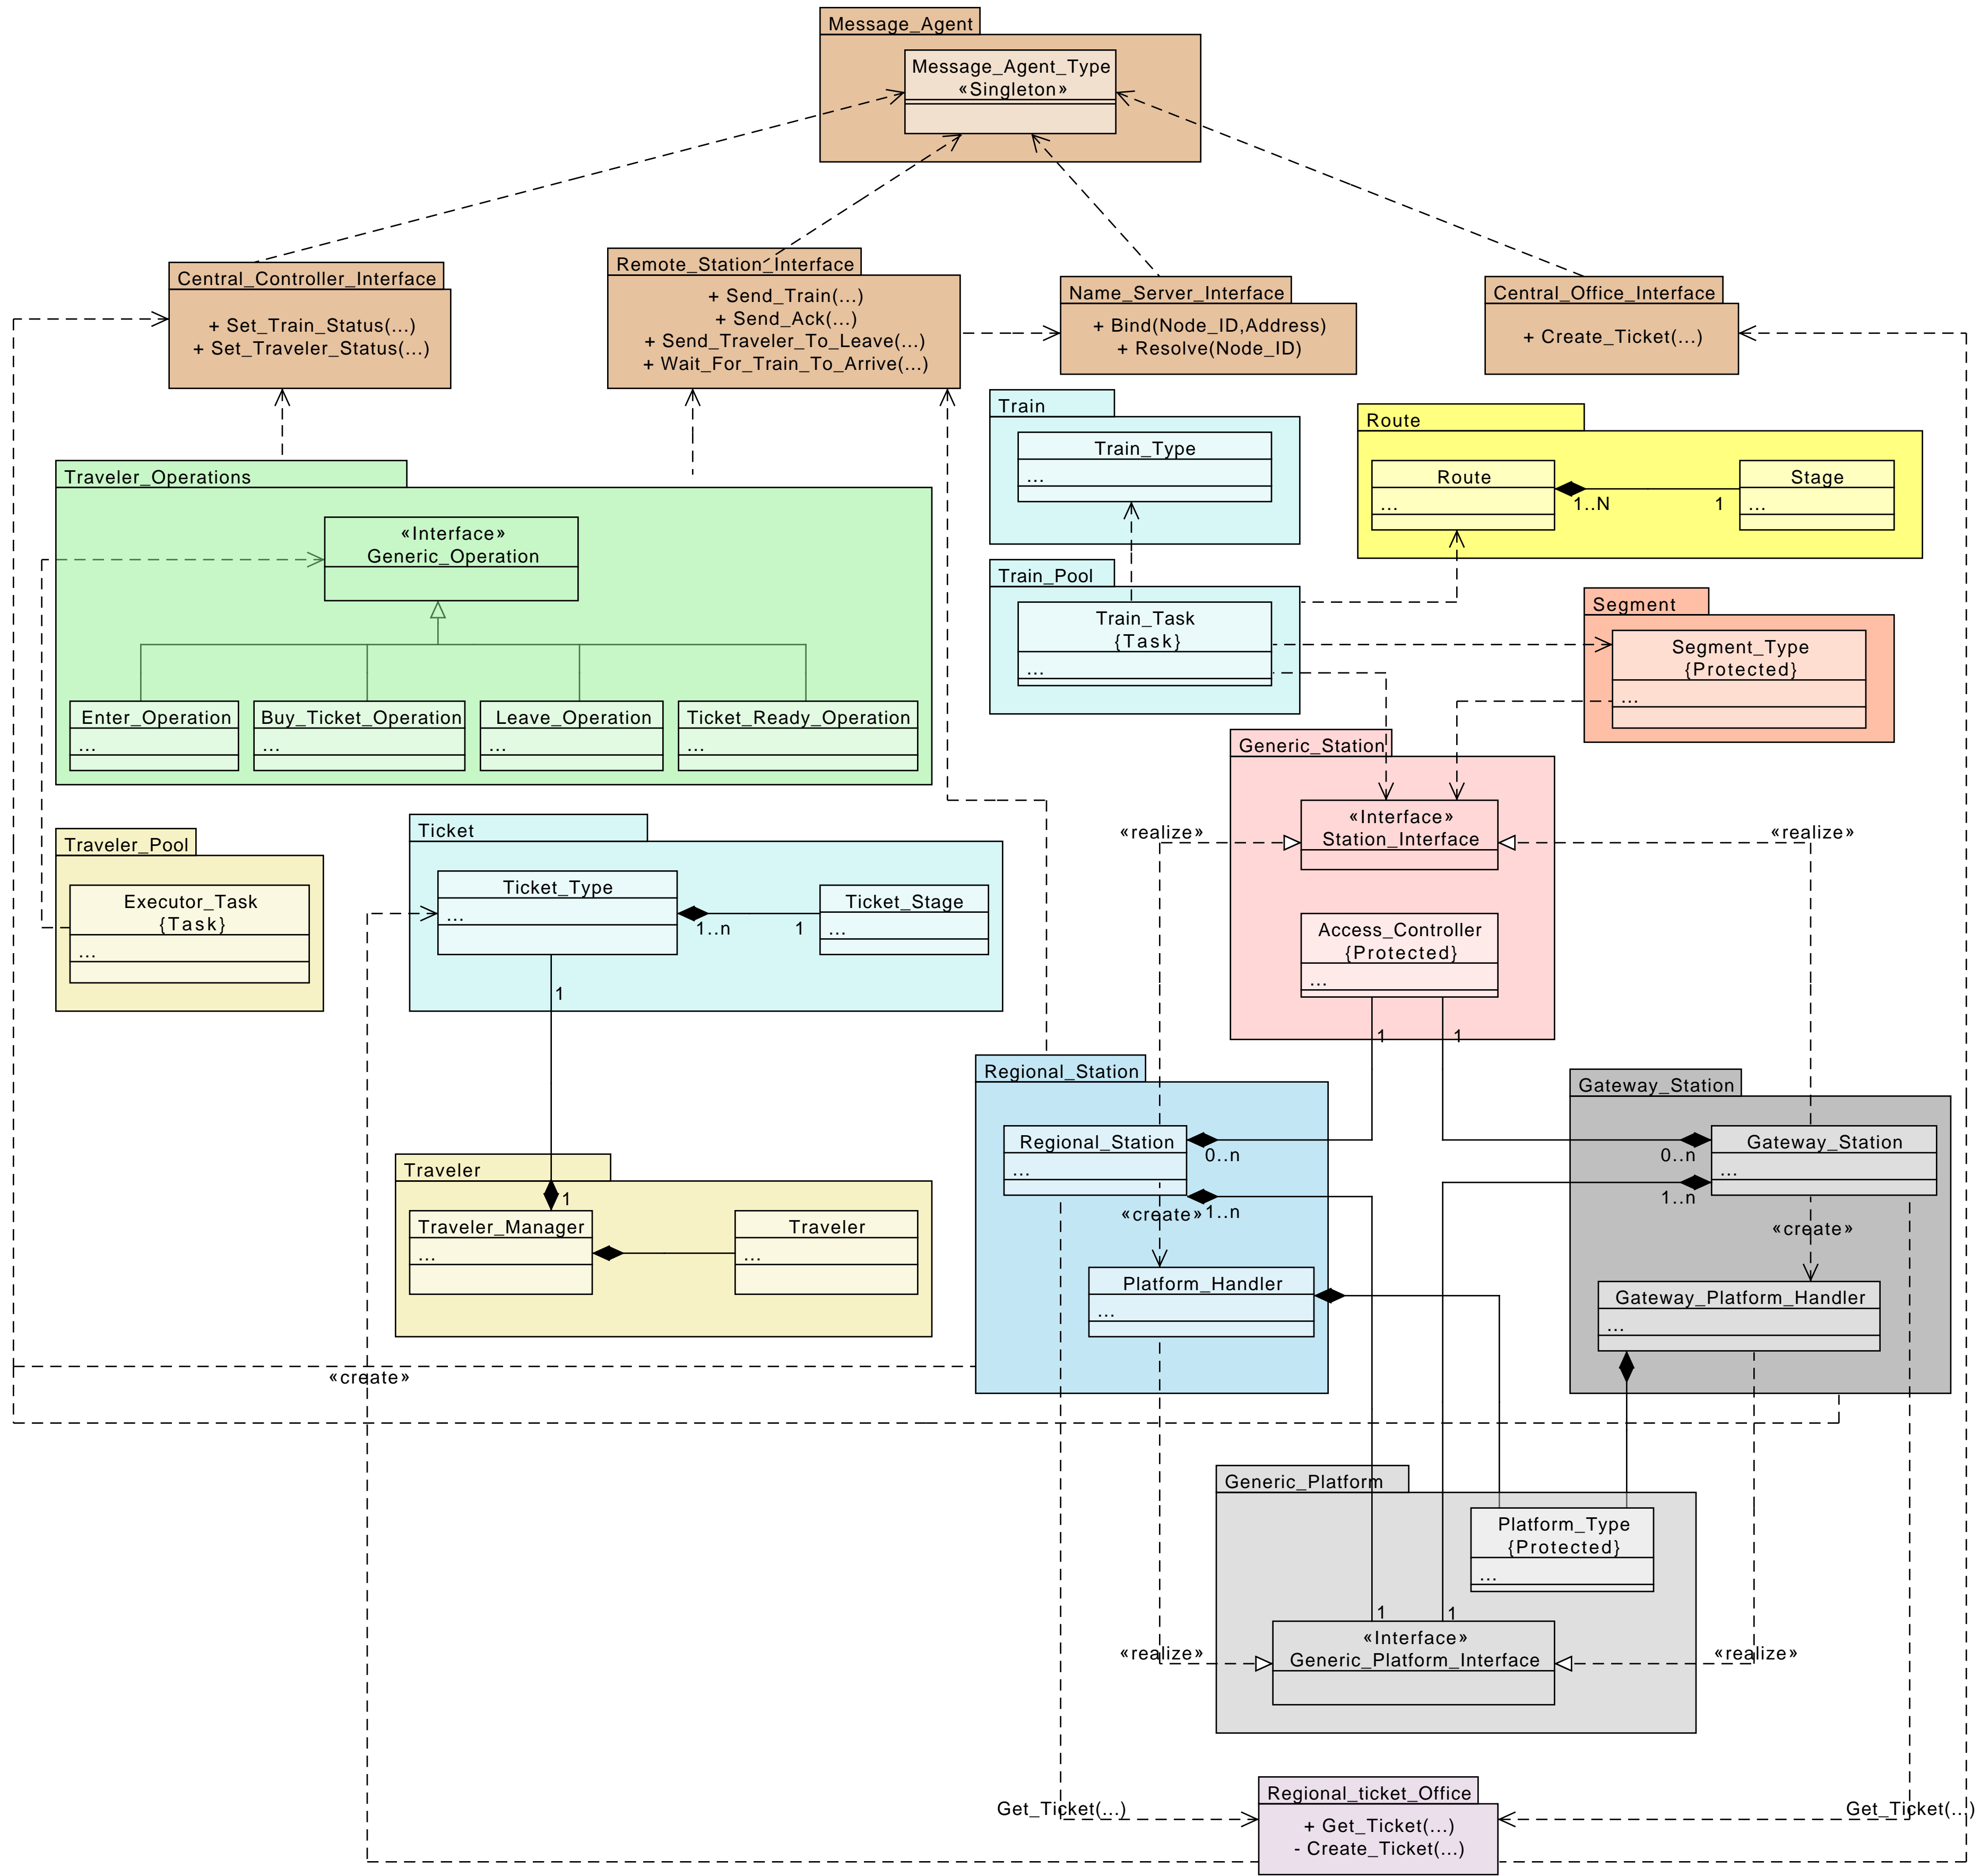 Message_Agent
Message_Agent_Type
«Singleton»
Central_Controller_Interface
+ Set_Train_Status(...)
+ Set_Traveler_Status(...)
Remote_Station_Interface
+ Send_Train(...)
+ Send_Ack(...)
+ Send_Traveler_To_Leave(...)
+ Wait_For_Train_To_Arrive(...)
Name_Server_Interface
+ Bind(Node_ID,Address)
+ Resolve(Node_ID)
Central_Office_Interface
+ Create_Ticket(...)
Train
Train_Type
...
Route
Route
...
1..N
1
Stage
...
Traveler_Operations
«Interface»
Generic_Operation
Enter_Operation
...
Buy_Ticket_Operation
...
Leave_Operation
...
Ticket_Ready_Operation
...
Train_Pool
Train_Task
{Task}
...
Segment
Segment_Type
{Protected}
...
Generic_Station
«Interface»
Station_Interface
«realize»
«realize»
Access_Controller
{Protected}
...
1
1
Traveler_Pool
Executor_Task
{Task}
...
Ticket
Ticket_Type
...
1..n
1
Ticket_Stage
...
1
Regional_Station
Regional_Station
...
0..n
1..n
«create»
Platform_Handler
...
Gateway_Station
Gateway_Station
...
0..n
1..n
«create»
Gateway_Platform_Handler
...
Traveler
1
Traveler_Manager
...
Traveler
...
«create»
Generic_Platform
Platform_Type
{Protected}
...
1
1
«Interface»
Generic_Platform_Interface
«realize»
«realize»
Regional_ticket_Office
+ Get_Ticket(...)
- Create_Ticket(...)
Get_Ticket(...)
Get_Ticket(...)